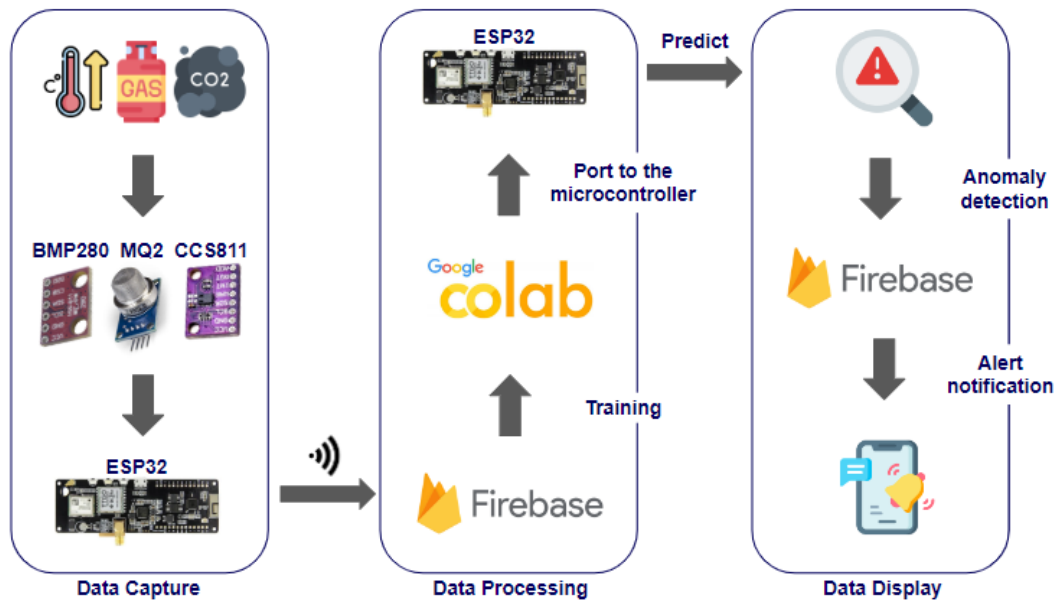 C°
GAS
CO2
BMP280 MQ2 CCS811
ESP32
Data Capture
ESP32
Port to the
microcontroller
Google
colab
Training
Firebase
Data Processing
Predict
Anomaly
detection
Firebase
Alert
notification
Data Display